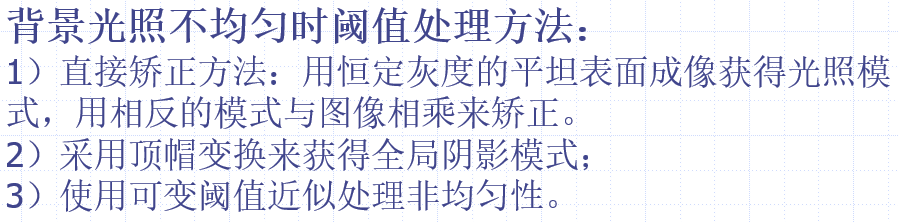 背景光照不均匀时阈值处理方法：
1）直接矫正方法：用恒定灰度的平坦表面成像获得光照模
式，用相反的模式与图像相乘来矫正。
2）采用顶帽变换来获得全局阴影模式；
3）使用可变阈值近似处理非均匀性。